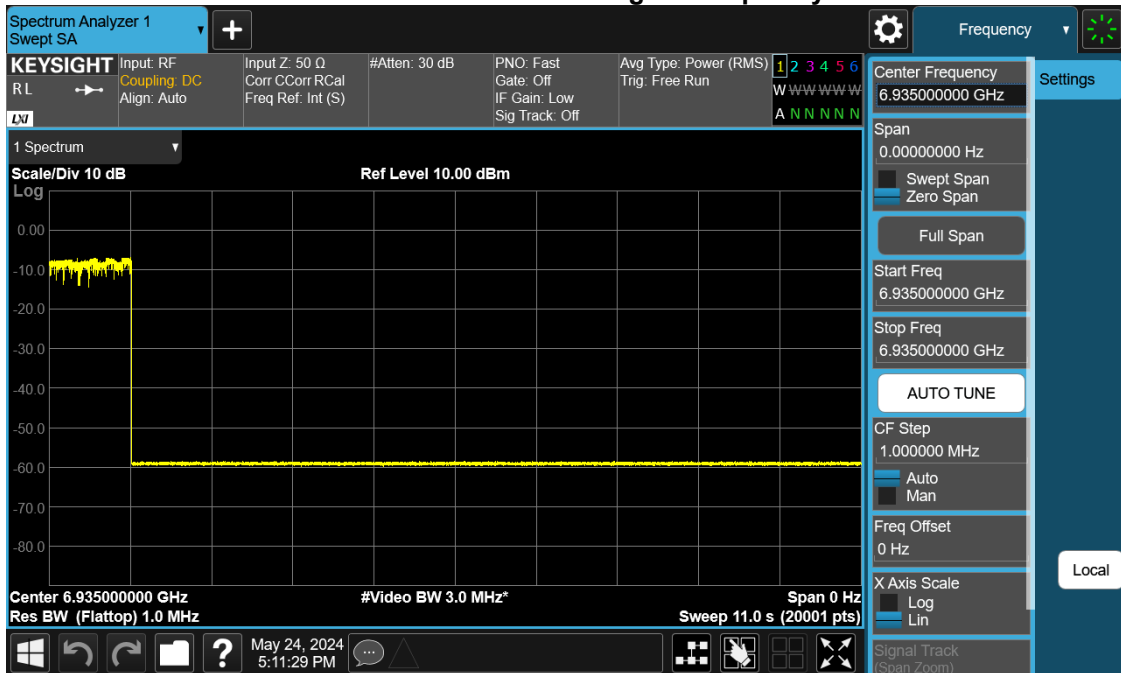 Spectrum Analyzer 1
Swept SA
Frequency
KEYSIGHT
RL
LXI
Input: RF
Coupling: DC
Align: Auto
Input Z: 50 Ω
Corr CCorr RCal
Freq Ref: Int (S)
#Atten: 30 dB
PNO: Fast
Gate: Off
IF Gain: Low
Sig Track: Off
Avg Type: Power (RMS)
Trig: Free Run
1 2 3 4 5 6
W W W W W W
A N N N N N
1 Spectrum
Scale/Div 10 dB
Ref Level 10.00 dBm
Log
0.00
-10.0
-20.0
-30.0
-40.0
-50.0
-60.0
-70.0
-80.0
Center 6.935000000 GHz
#Video BW 3.0 MHz*
Span 0 Hz
Res BW (Flattop) 1.0 MHz
Sweep 11.0 s (20001 pts)
Center Frequency
6.935000000 GHz
Settings
Span
0.00000000 Hz
Swept Span
Zero Span
Full Span
Start Freq
6.935000000 GHz
Stop Freq
6.935000000 GHz
AUTO TUNE
CF Step
1.000000 MHz
Auto
Man
Freq Offset
0 Hz
X Axis Scale
Log
Lin
Signal Track
(Span Zoom)
Local
?
May 24, 2024
5:11:29 PM